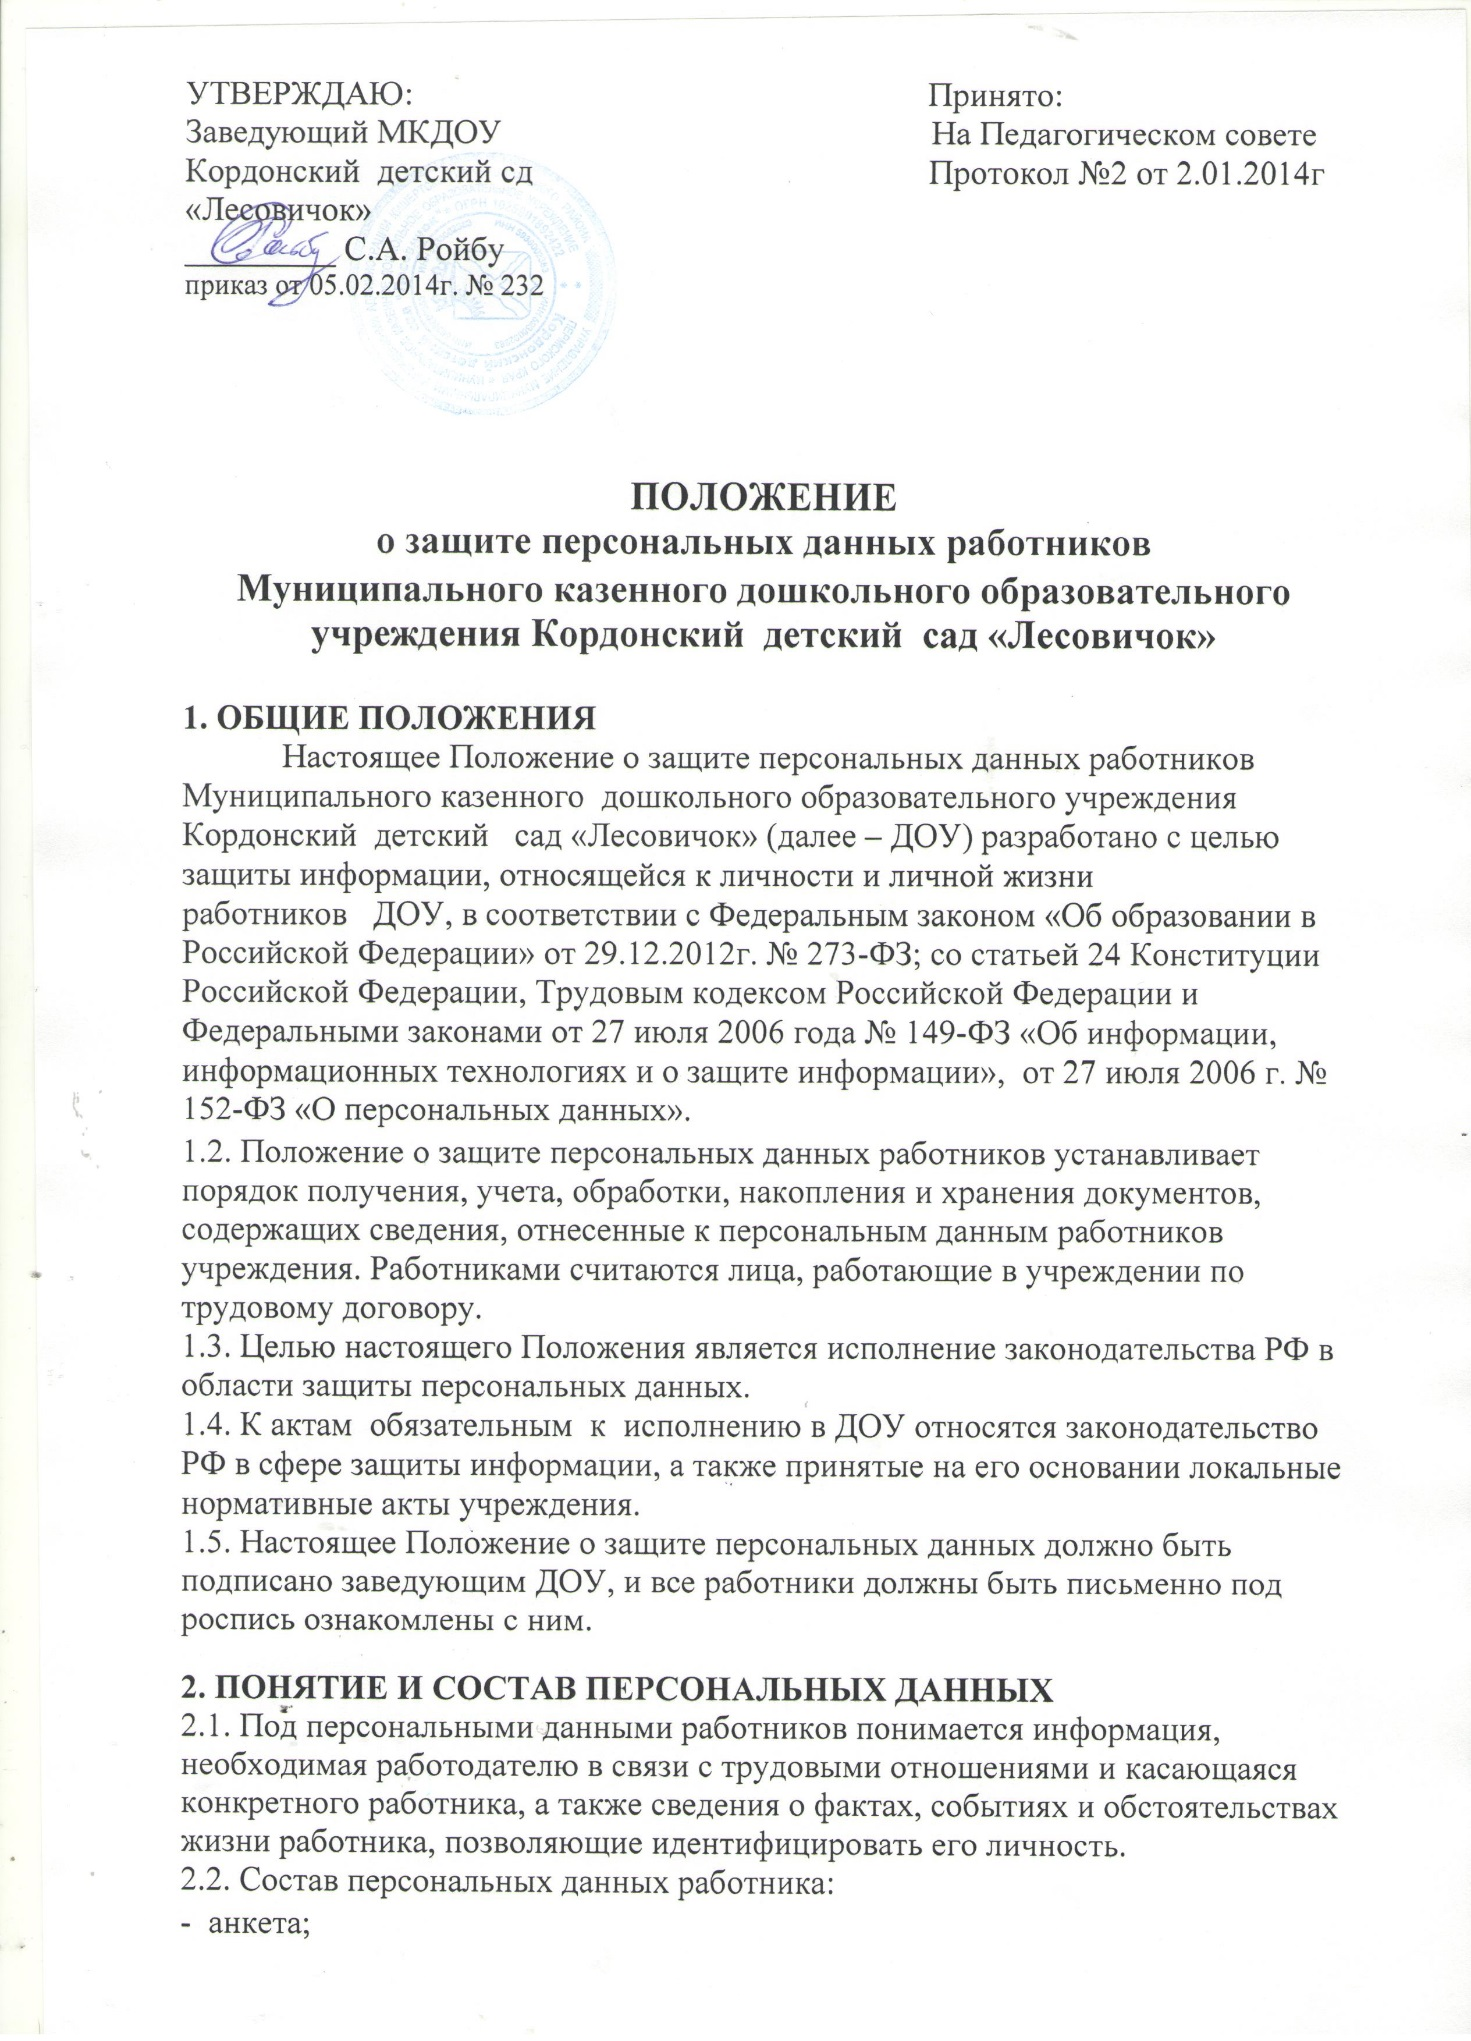 УТВЕРЖДАЮ:
Заведующий МКДОУ
Кордонский  детский сд
«Лесовичок»
_________ С.А. Ройбу
приказ от 05.02.2014г. № 232
Принято:
На Педагогическом совете
Протокол №2 от 2.01.2014г
ПОЛОЖЕНИЕ
о защите персональных данных работников
Муниципального казенного дошкольного образовательного
учреждения Кордонский  детский  сад «Лесовичок»
1. ОБЩИЕ ПОЛОЖЕНИЯ
Настоящее Положение о защите персональных данных работников
Муниципального казенного  дошкольного образовательного учреждения
Кордонский  детский   сад «Лесовичок» (далее – ДОУ) разработано с целью
защиты информации, относящейся к личности и личной жизни
работников   ДОУ, в соответствии с Федеральным законом «Об образовании в
Российской Федерации» от 29.12.2012г. № 273-ФЗ; со статьей 24 Конституции
Российской Федерации, Трудовым кодексом Российской Федерации и
Федеральными законами от 27 июля 2006 года № 149-ФЗ «Об информации,
информационных технологиях и о защите информации»,  от 27 июля 2006 г. №
152-ФЗ «О персональных данных».
1.2. Положение о защите персональных данных работников устанавливает
порядок получения, учета, обработки, накопления и хранения документов,
содержащих сведения, отнесенные к персональным данным работников
учреждения. Работниками считаются лица, работающие в учреждении по
трудовому договору.
1.3. Целью настоящего Положения является исполнение законодательства РФ в
области защиты персональных данных.
1.4. К актам  обязательным  к  исполнению в ДОУ относятся законодательство
РФ в сфере защиты информации, а также принятые на его основании локальные
нормативные акты учреждения.
1.5. Настоящее Положение о защите персональных данных должно быть
подписано заведующим ДОУ, и все работники должны быть письменно под
роспись ознакомлены с ним.
2. ПОНЯТИЕ И СОСТАВ ПЕРСОНАЛЬНЫХ ДАННЫХ
2.1. Под персональными данными работников понимается информация,
необходимая работодателю в связи с трудовыми отношениями и касающаяся
конкретного работника, а также сведения о фактах, событиях и обстоятельствах
жизни работника, позволяющие идентифицировать его личность.
2.2. Состав персональных данных работника:
-  анкета;